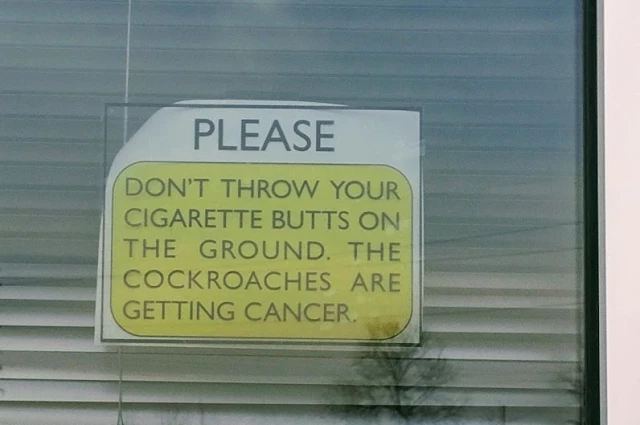 PLEASE
DON'T THROW YOUR
CIGARETTE BUTTS ON
THE GROUND. THE
COCKROACHES ARE
GETTING CANCER.